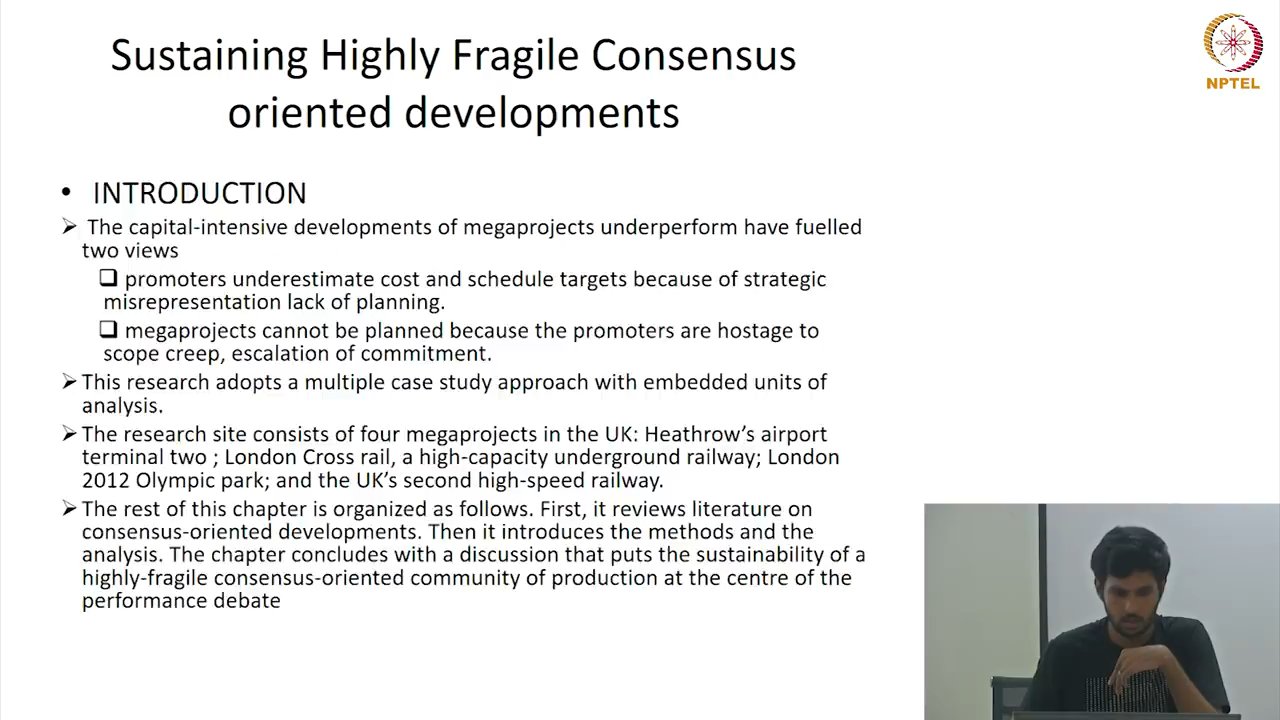 Sustaining Highly Fragile Consensus
oriented developments
NPTEL
• INTRODUCTION
➢ The capital-intensive developments of megaprojects underperform have fuelled
two views
❑ promoters underestimate cost and schedule targets because of strategic
misrepresentation lack of planning.
❑ megaprojects cannot be planned because the promoters are hostage to
scope creep, escalation of commitment.
➢ This research adopts a multiple case study approach with embedded units of
analysis.
➢ The research site consists of four megaprojects in the UK: Heathrow’s airport
terminal two ; London Cross rail, a high-capacity underground railway; London
2012 Olympic park; and the UK’s second high-speed railway.
➢ The rest of this chapter is organized as follows. First, it reviews literature on
consensus-oriented developments. Then it introduces the methods and the
analysis. The chapter concludes with a discussion that puts the sustainability of a
highly-fragile consensus-oriented community of production at the centre of the
performance debate